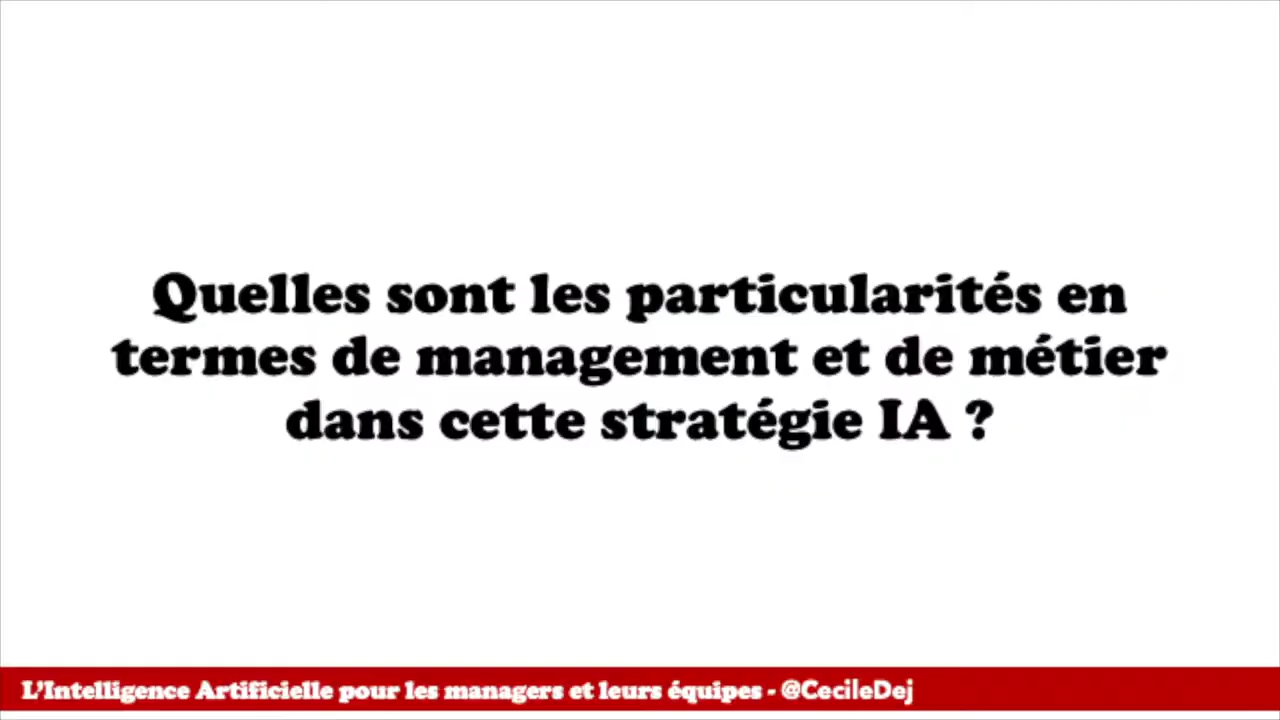 Quelles sont les particularités en
termes de management et de métier
dans cette stratégie IA ?
L'Intelligence Artificielle pour les managers et leurs équipes - @CecileDej